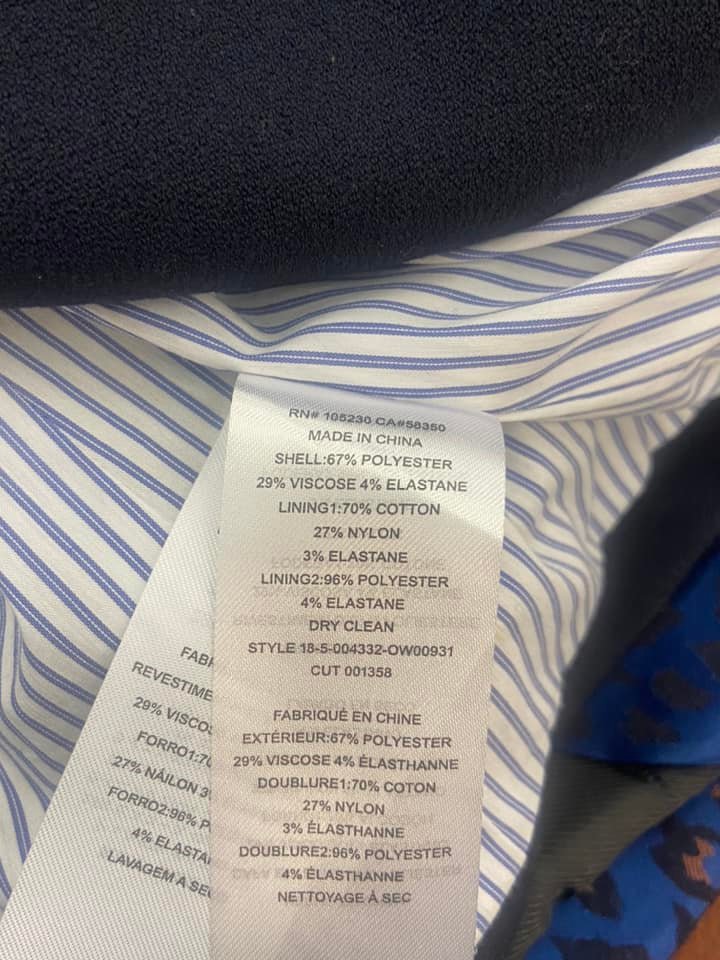 RN# 105230 CA#58350
MADE IN CHINA
SHELL:67% POLYESTER
29% VISCOSE 4% ELASTANE
LINING1:70% COTTON
27% NYLON
3% ELASTANE
LINING2:96% POLYESTER
4% ELASTANE
DRY CLEAN
STYLE 18-5-004332-OW00931
CUT 001358
FABRIQUÉ EN CHINE
EXTÉRIEUR:67% POLYESTER
29% VISCOSE 4% ÉLASTHANNE
DOUBLURE1:70% COTON
27% NYLON
3% ÉLASTHANNE
DOUBLURE2:96% POLYESTER
4% ÉLASTHANNE
NETTOYAGE À SEC
FABR
REVESTIME
29% VISCOS
FORRO1:70
27% NÁILON 3
FORRO2:96% P
4% ELASTA
LAVAGEM A SE